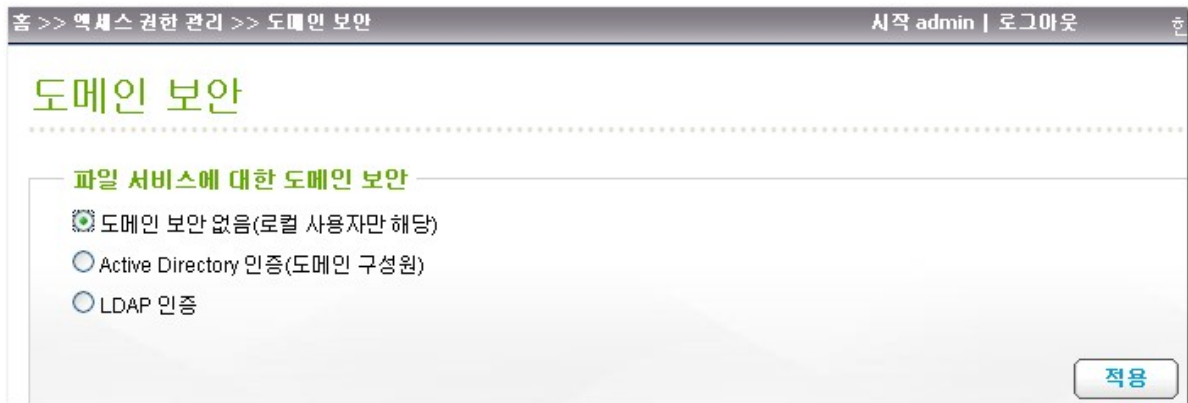 홈 >> 액세스 권한 관리 >> 도메인 보안 시작 admin | 로그아웃
도메인 보안
파일 서비스에 대한 도메인 보안
도메인 보안 없음(로컬 사용자만 해당)
Active Directory 인증(도메인 구성원)
LDAP 인증
적용